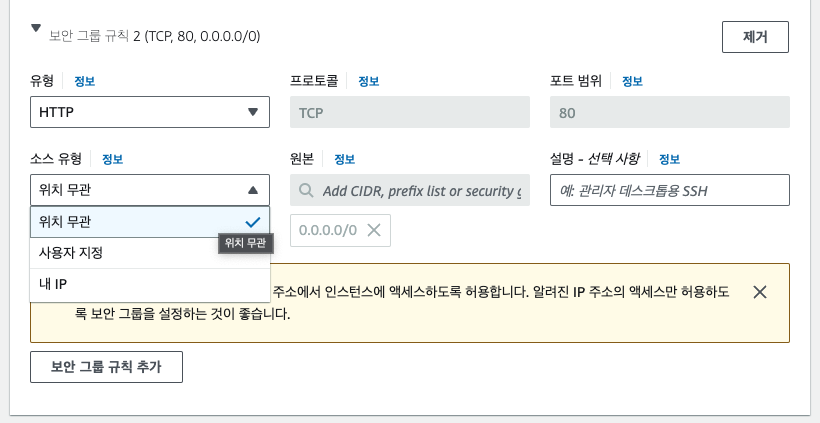 보안 그룹 규칙 2 (TCP, 80, 0.0.0.0/0)
제거
유형 정보 프로토콜 정보 포트 범위 정보
HTTP TCP 80
소스 유형 정보 원본 정보 설명 - 선택 사항 정보
위치 무관 Add CIDR, prefix list or security 예: 관리자 데스크톱용 SSH
위치 무관 0.0.0.0/0
위치 무관
사용자 지정
내 IP
주소에서 인스턴스에 액세스하도록 허용합니다. 알려진 IP 주소의 액세스만 허용하도
록 보안 그룹을 설정하는 것이 좋습니다.
보안 그룹 규칙 추가